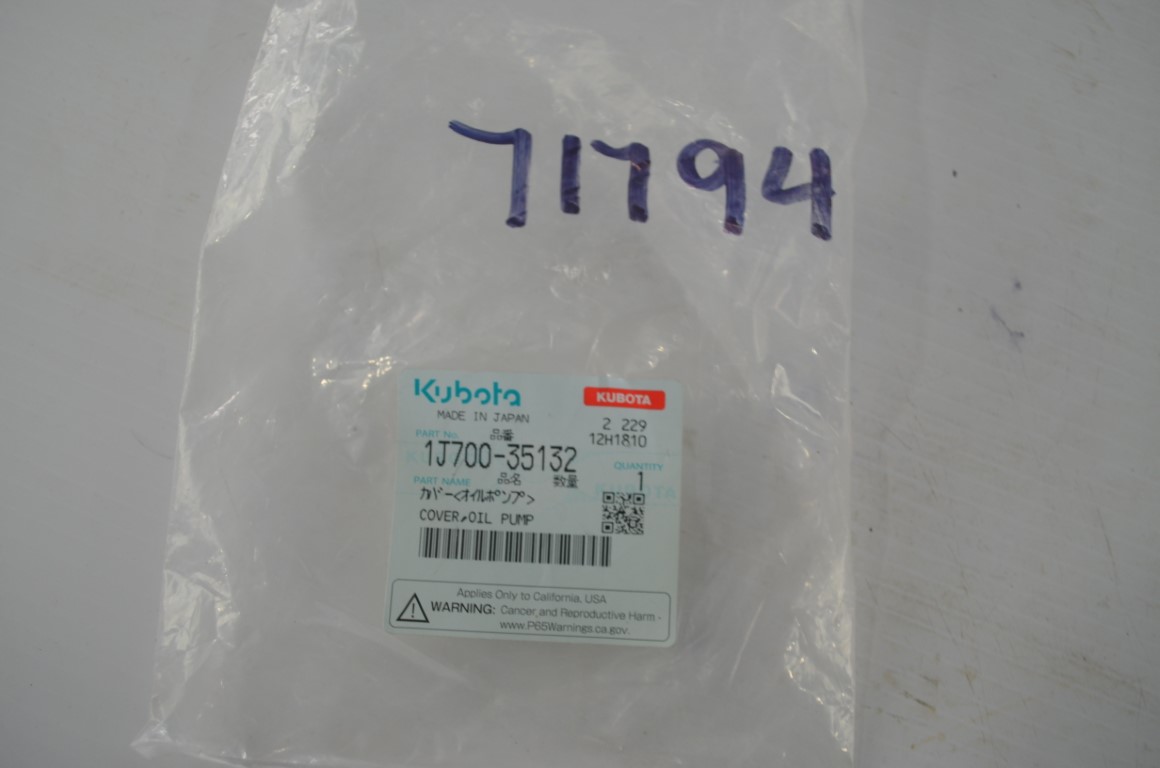 71794
Kubota
KUBOTA
MADE IN JAPAN
2 229
PART No. 品番
12H1810
1J700-35132
QUANTITY
PART NAME 品名 数量 1
カバー<オイルポンプ>
COVER,OIL PUMP
Applies Only to California, USA
WARNING: Cancer and Reproductive Harm -
www.P65Warnings.ca.gov.